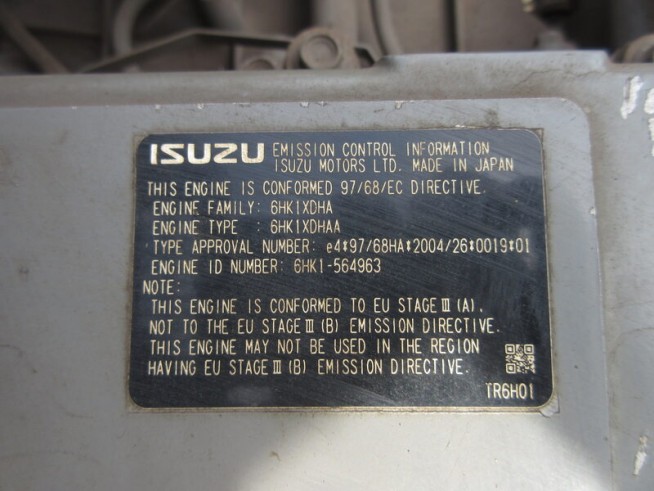 ISUZU EMISSION CONTROL INFORMATION
ISUZU MOTORS LTD. MADE IN JAPAN
THIS ENGINE IS CONFORMED 97/68/EC DIRECTIVE.
ENGINE FAMILY: 6HK1XDHA
ENGINE TYPE : 6HK1XDHAA
TYPE APPROVAL NUMBER: e4*97/68HA*2004/26*0019*01
ENGINE ID NUMBER: 6HK1-564963
NOTE:
THIS ENGINE IS CONFORMED TO EU STAGE Ⅲ (A),
NOT TO THE EU STAGE Ⅲ (B) EMISSION DIRECTIVE.
THIS ENGINE MAY NOT BE USED IN THE REGION
HAVING EU STAGE Ⅲ (B) EMISSION DIRECTIVE.
TR6H01